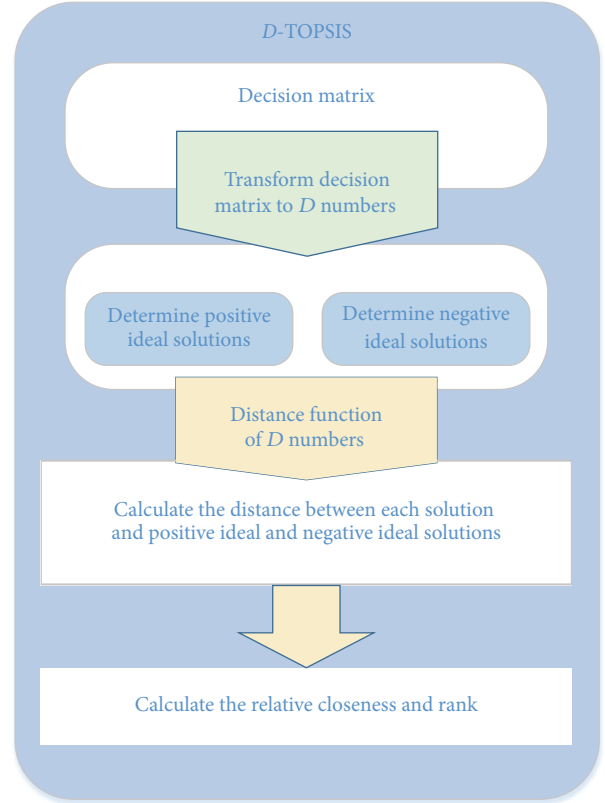 D-TOPSIS
Decision matrix
Transform decision
matrix to D numbers
Determine positive
ideal solutions
Determine negative
ideal solutions
Distance function
of D numbers
Calculate the distance between each solution
and positive ideal and negative ideal solutions
Calculate the relative closeness and rank